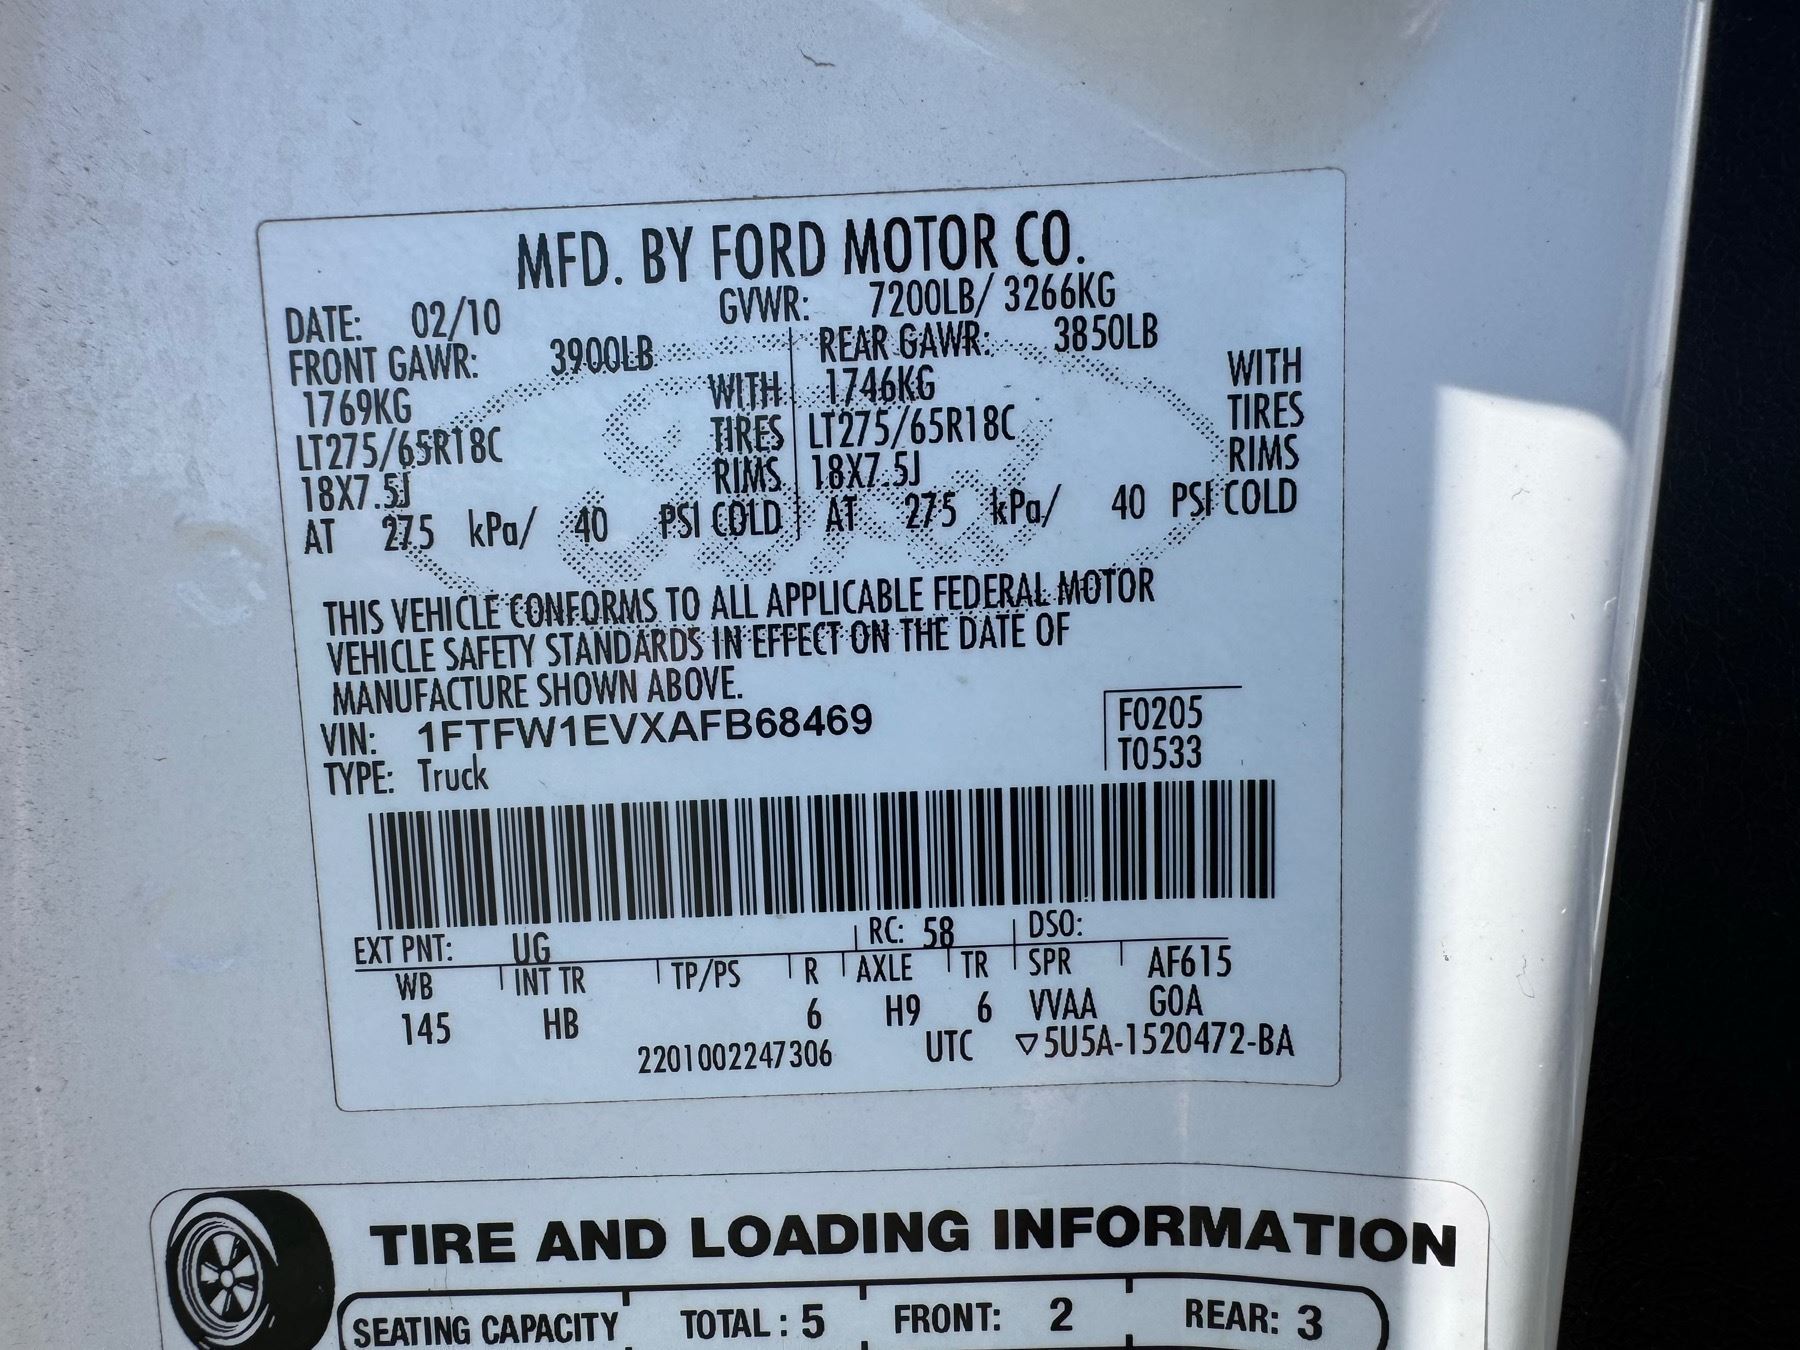 MFD. BY FORD MOTOR CO.
DATE: 02/10 GVWR: 7200LB/ 3266KG
FRONT GAWR: 3900LB REAR GAWR: 3850LB
1769KG WITH 1746KG WITH
LT275/65R18C TIRES LT275/65R18C TIRES
18X7.5J RIMS 18X7.5J RIMS
AT 275 kPa/ 40 PSI COLD AT 275 kPa/ 40 PSI COLD
THIS VEHICLE CONFORMS TO ALL APPLICABLE FEDERAL MOTOR
VEHICLE SAFETY STANDARDS IN EFFECT ON THE DATE OF
MANUFACTURE SHOWN ABOVE.
VIN: 1FTFW1EVXAFB68469 F0205
TYPE: Truck T0533
EXT PNT: UG RC: 58 DSO:
WB INT TR TP/PS R AXLE TR SPR AF615
145 HB 6 H9 6 VVAA GOA
2201002247306 UTC ▽5U5A-1520472-BA
TIRE AND LOADING INFORMATION
SEATING CAPACITY TOTAL : 5 FRONT: 2 REAR: 3